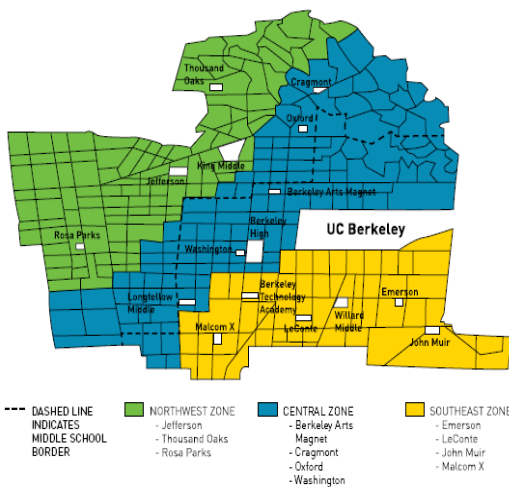 Thousand
Oaks
Cragmont
Oxford
King Middle
Jefferson
Berkeley Arts Magnet
Rosa Parks
Berkeley
High
UC Berkeley
Washington
Longfellow
Middle
Berkeley
Technology
Academy
Emerson
Malcom X
LeConte
Willard
Middle
John Muir
DASHED LINE
INDICATES
MIDDLE SCHOOL
BORDER
NORTHWEST ZONE
- Jefferson
- Thousand Oaks
- Rosa Parks
CENTRAL ZONE
- Berkeley Arts
Magnet
- Cragmont
- Oxford
- Washington
SOUTHEAST ZONE
- Emerson
- LeConte
- John Muir
- Malcom X